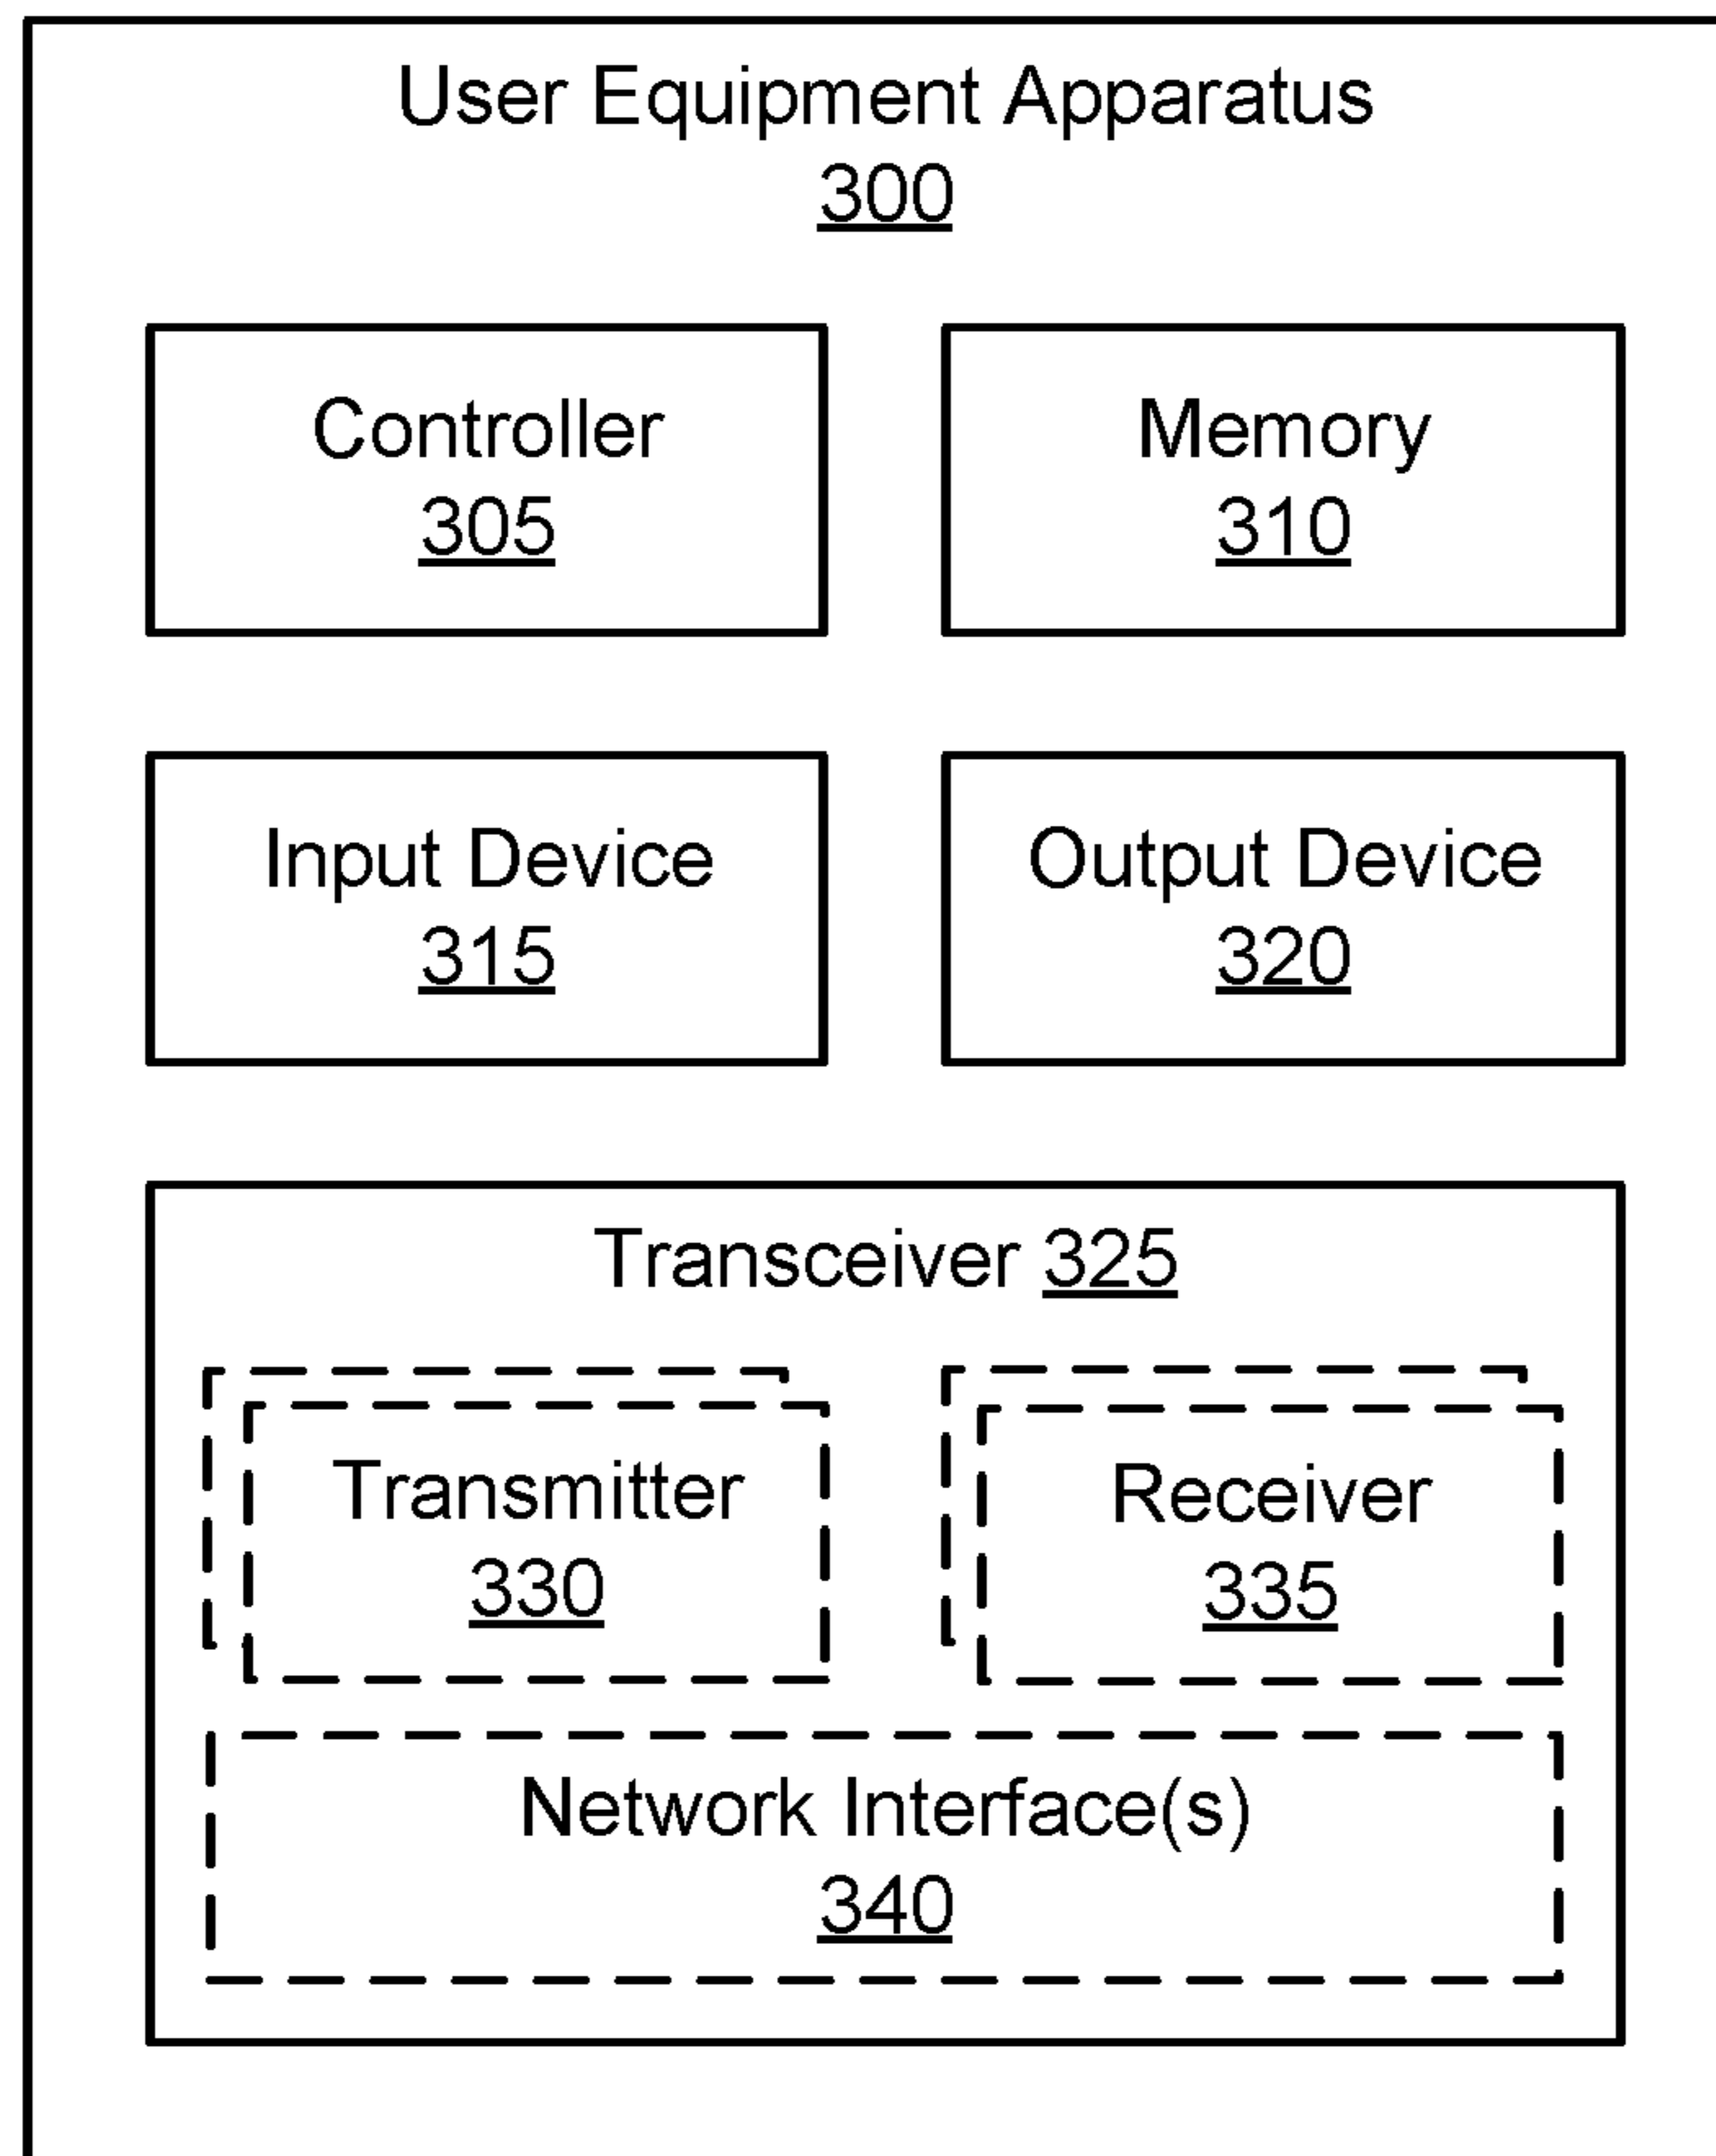 User Equipment Apparatus
300
Controller
305
Memory
310
Input Device
315
Output Device
320
Transceiver 325
Transmitter
330
Receiver
335
Network Interface(s)
340